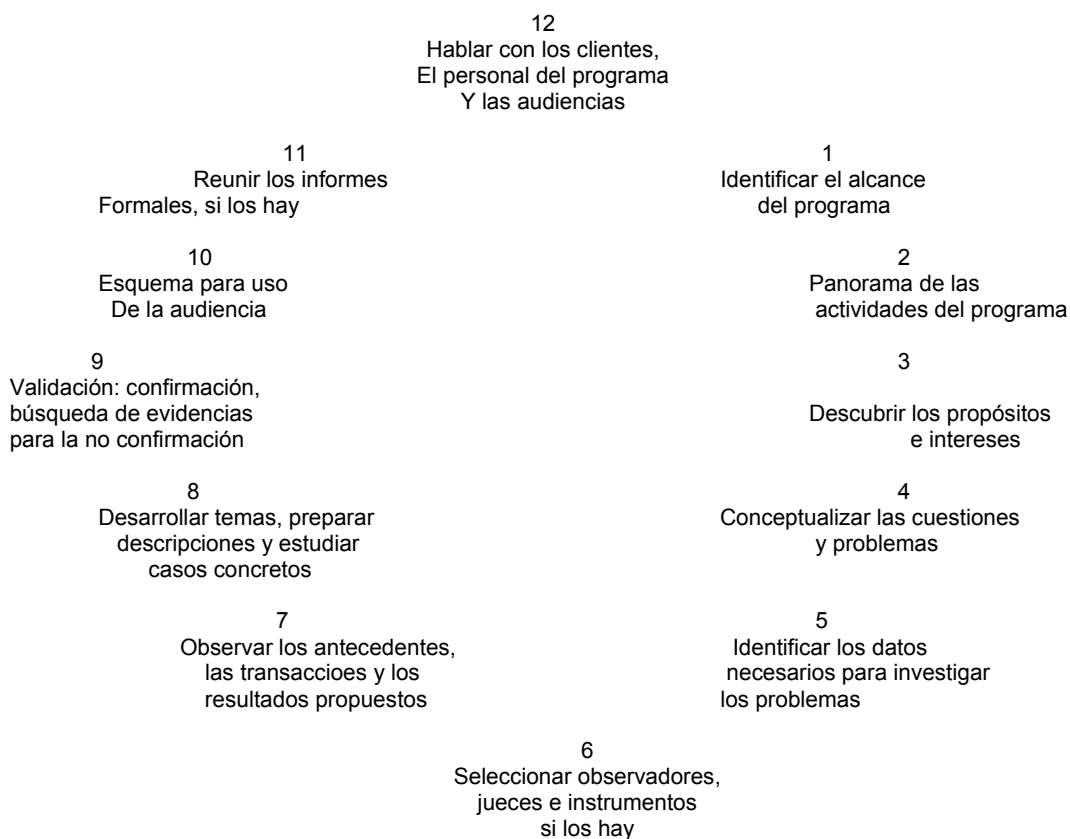 12
Hablar con los clientes,
El personal del programa
Y las audiencias
11
Reunir los informes
Formales, si los hay
1
Identificar el alcance
del programa
10
Esquema para uso
De la audiencia
2
Panorama de las
actividades del programa
9
Validación: confirmación,
búsqueda de evidencias
para la no confirmación
3
Descubrir los propósitos
e intereses
8
Desarrollar temas, preparar
descripciones y estudiar
casos concretos
4
Conceptualizar las cuestiones
y problemas
7
Observar los antecedentes,
las transaccioes y los
resultados propuestos
5
Identificar los datos
necesarios para investigar
los problemas
6
Seleccionar observadores,
jueces e instrumentos
si los hay